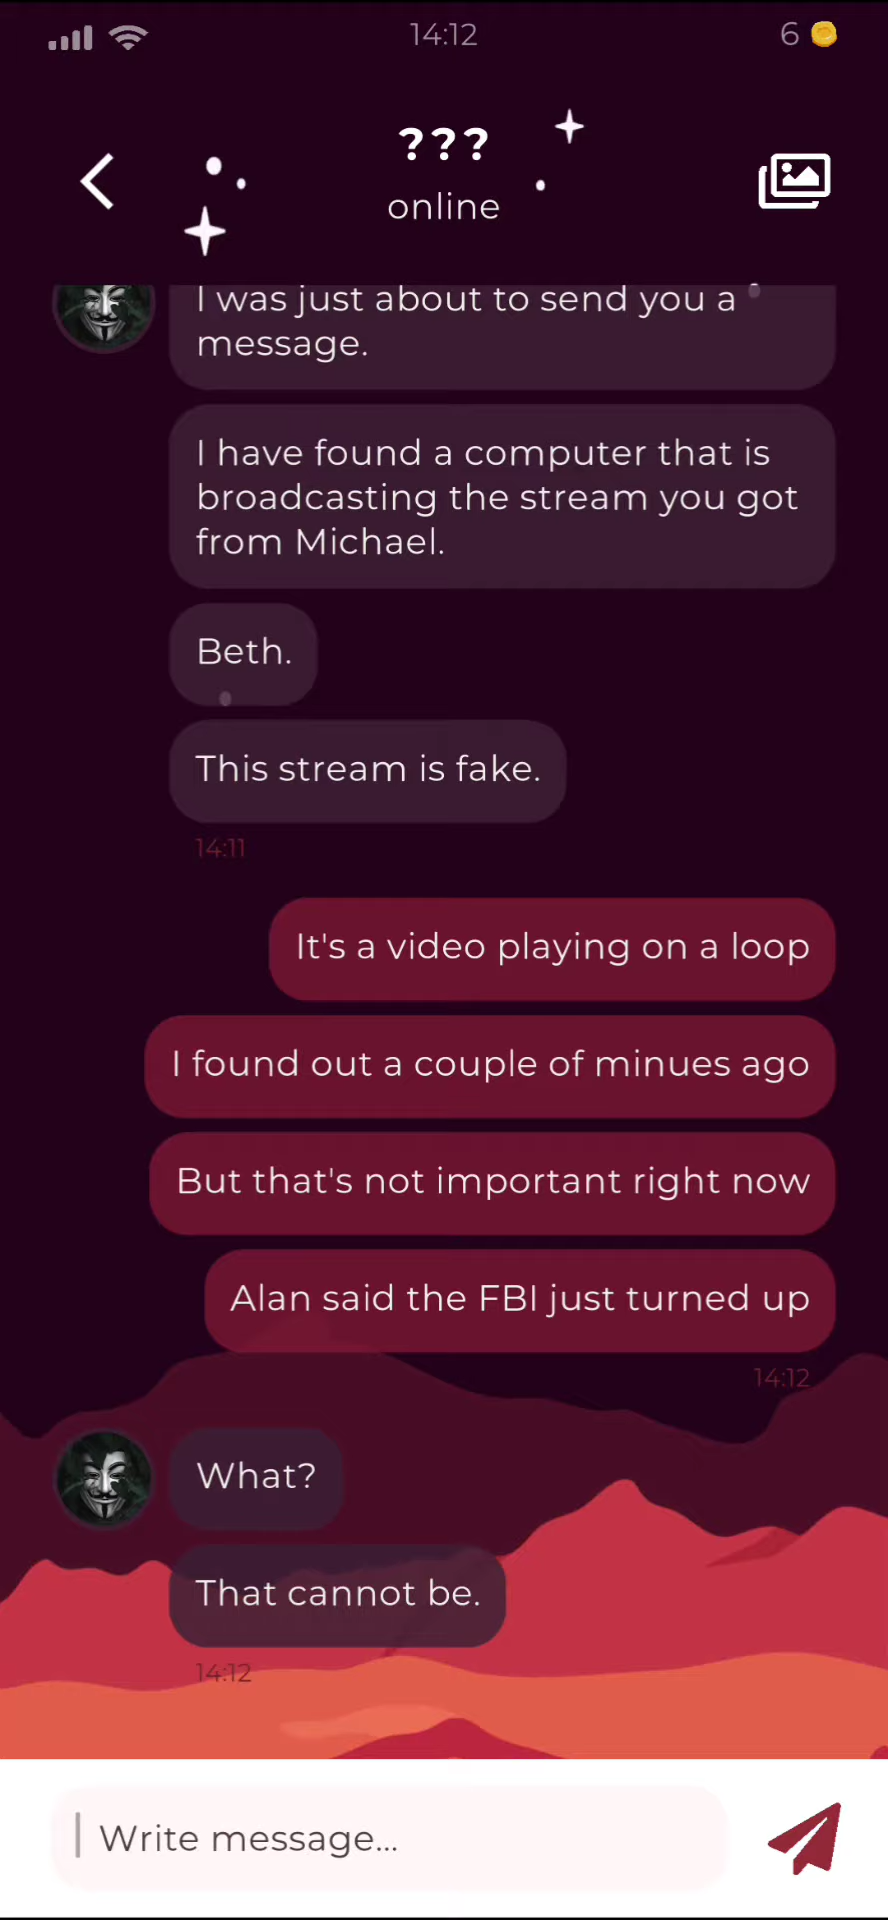 14:12
6
???
online
I was just about to send you a
message.
I have found a computer that is
broadcasting the stream you got
from Michael.
Beth.
This stream is fake.
14:11
It's a video playing on a loop
I found out a couple of minues ago
But that's not important right now
Alan said the FBI just turned up
14:12
What?
That cannot be.
14:12
Write message...